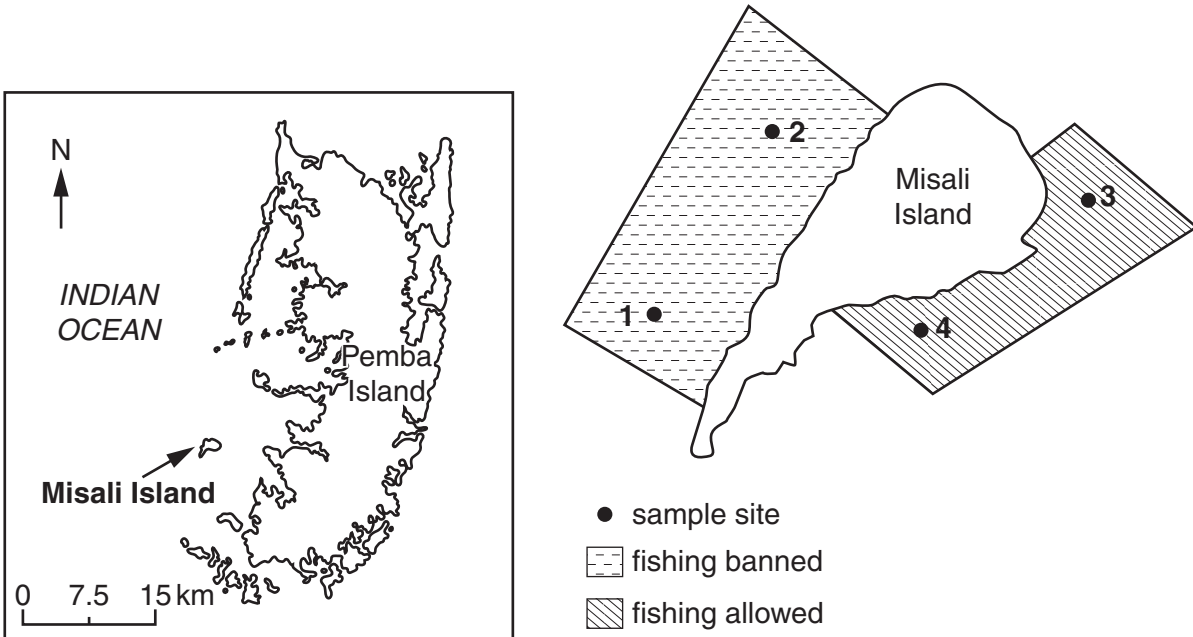 N
INDIAN
OCEAN
Pemba
Island
Misali Island
0 7.5 15 km
2
Misali
Island
3
1
4
sample site
fishing banned
fishing allowed